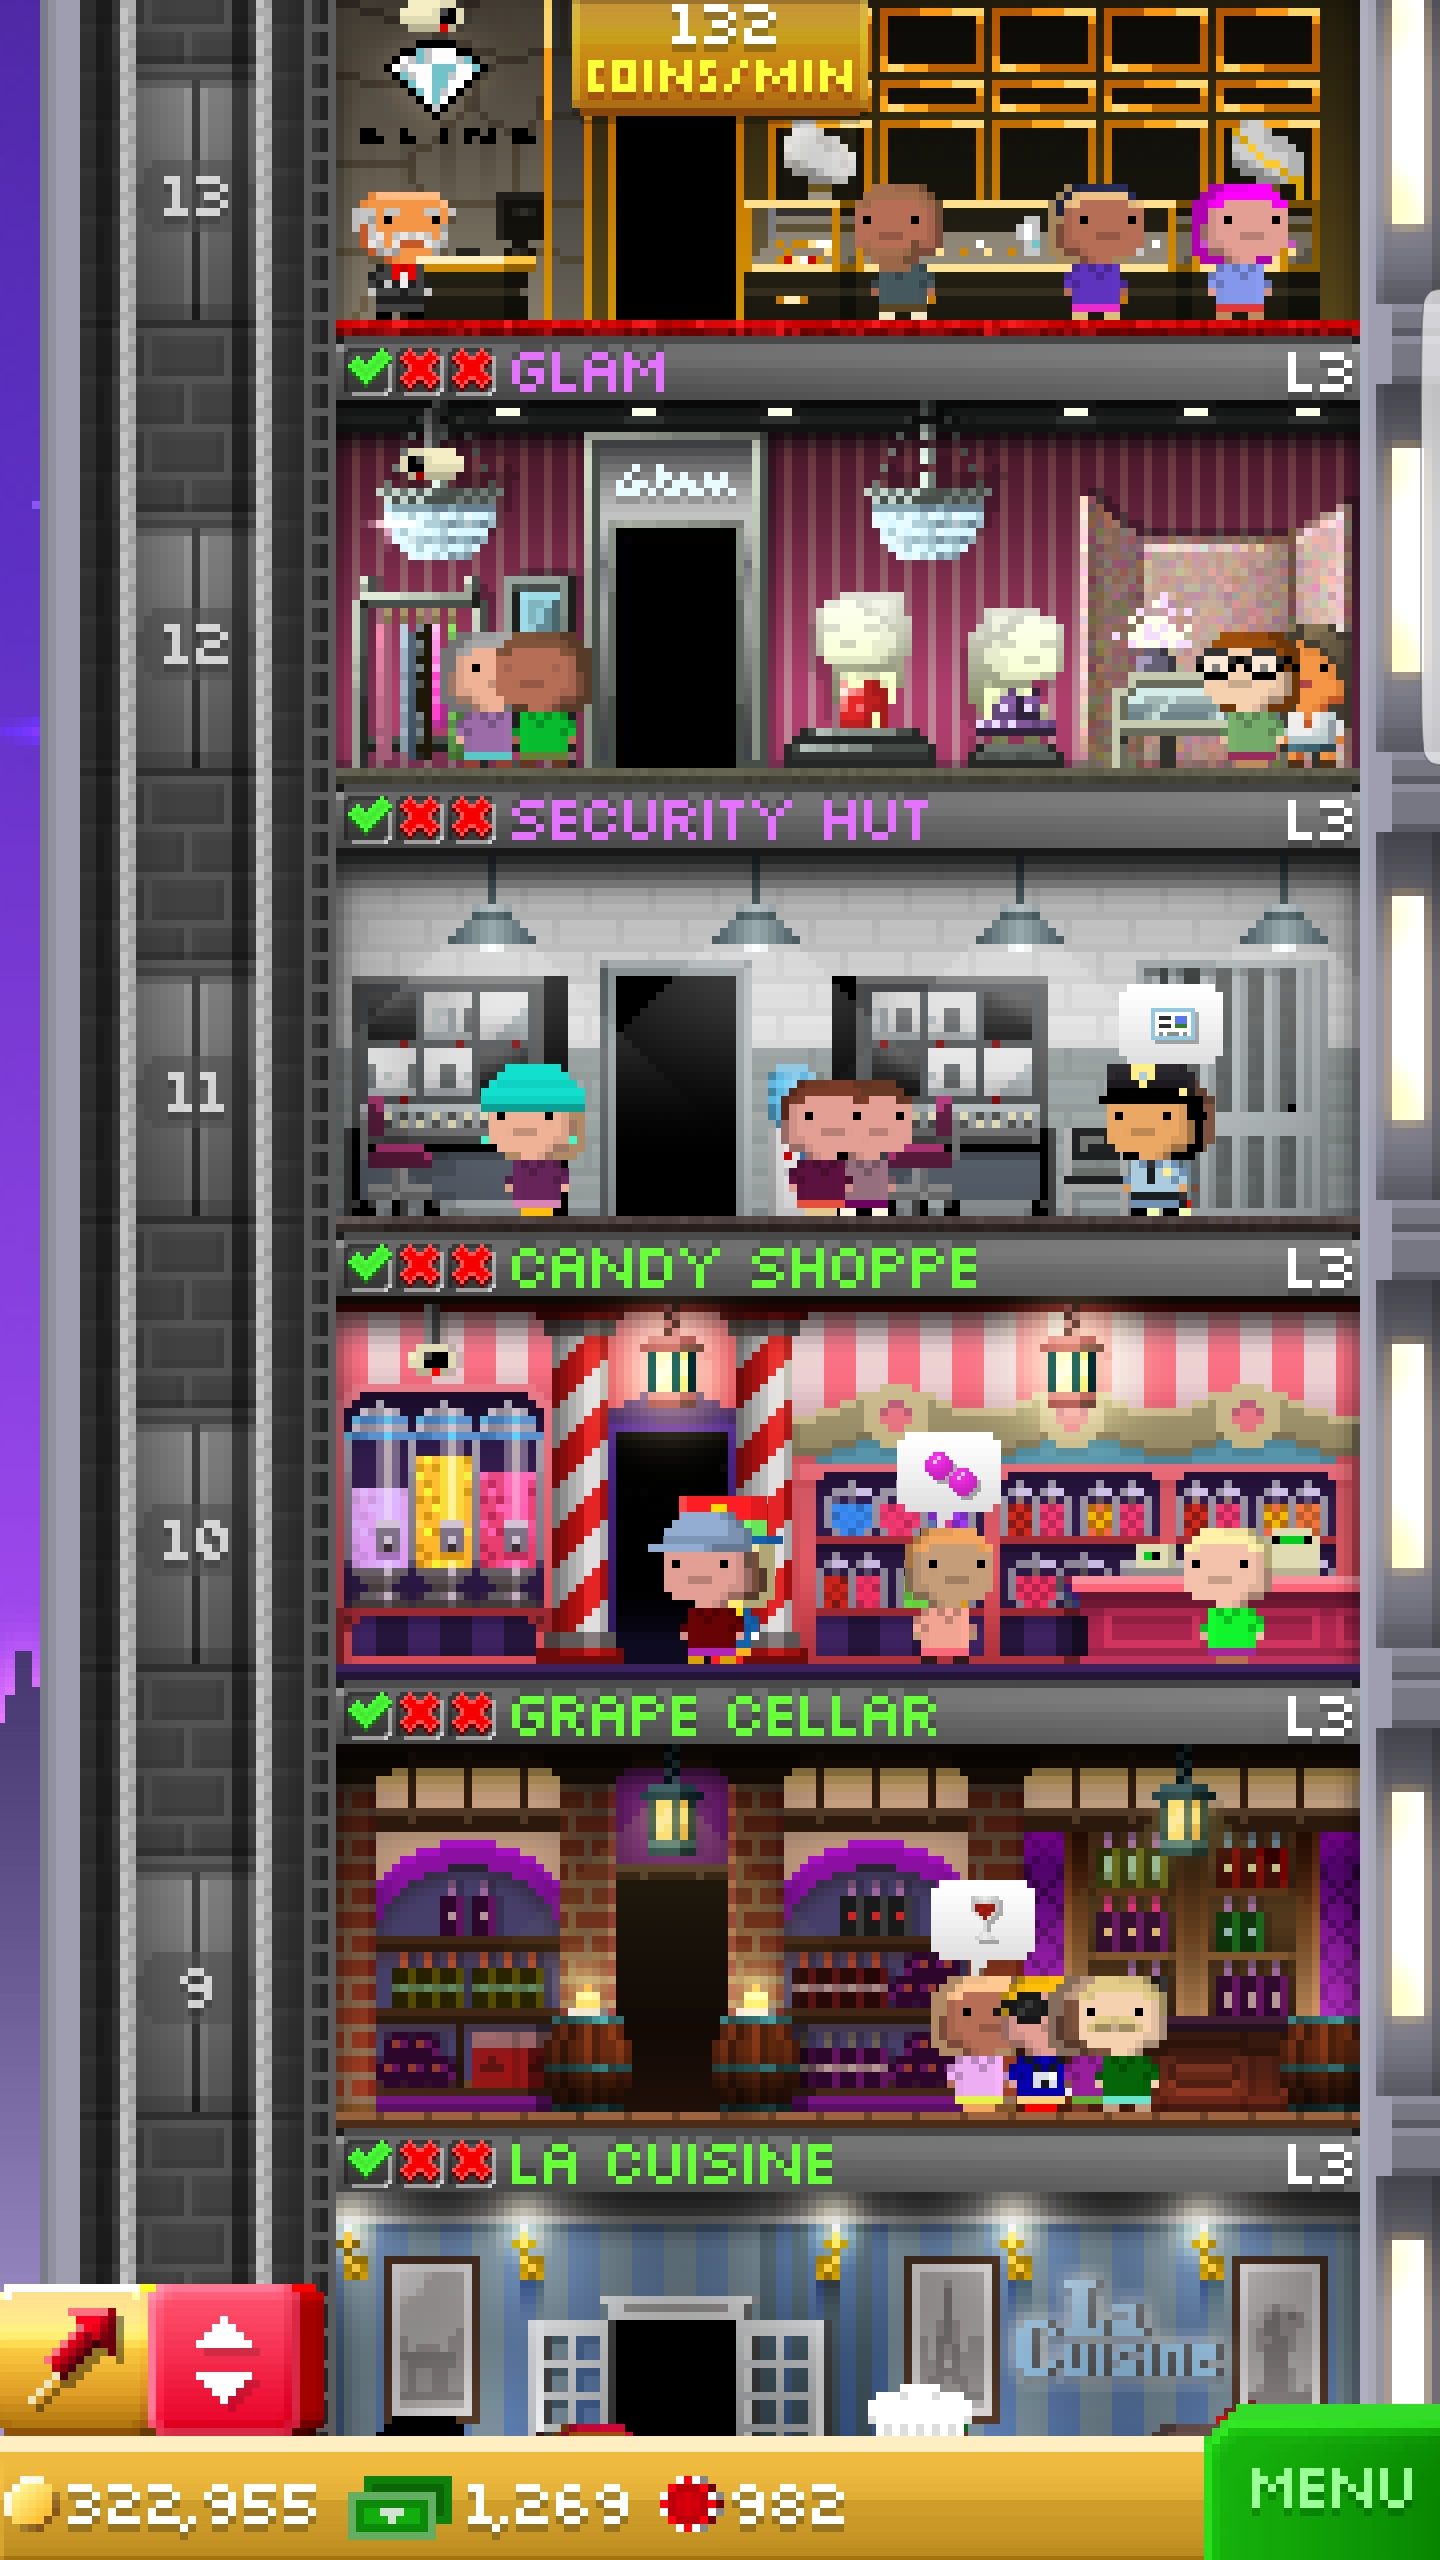 132
COINS/MIN
BLING
13
GLAM L3
Glam
12
SECURITY HUT L3
11
CANDY SHOPPE L3
10
GRAPE CELLAR L3
9
LA CUISINE L3
La
Cuisine
322,955 1,269 982
MENU